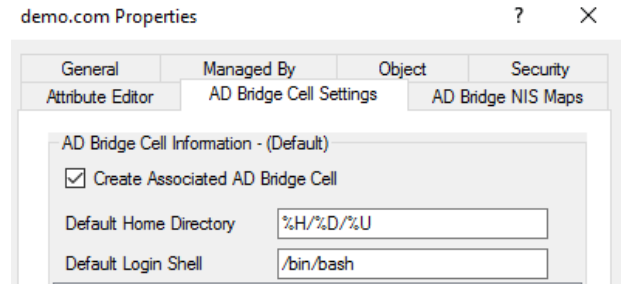 demo.com Properties ? ×
General Managed By Object Security
Attribute Editor AD Bridge Cell Settings AD Bridge NIS Maps
AD Bridge Cell Information - (Default)
Create Associated AD Bridge Cell
Default Home Directory %H/%D/%U
Default Login Shell /bin/bash